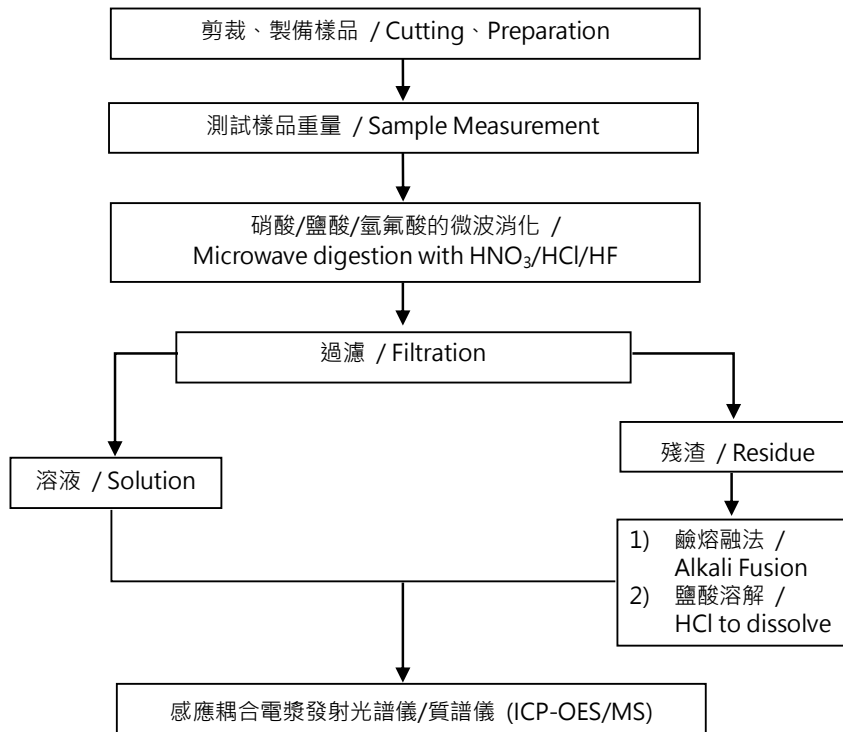 剪裁、製備樣品 / Cutting、Preparation
測試樣品重量 / Sample Measurement
硝酸/鹽酸/氫氟酸的微波消化 /
Microwave digestion with HNO₃/HCl/HF
過濾 / Filtration
溶液 / Solution
殘渣 / Residue
1) 鹼熔融法 /
Alkali Fusion
2) 鹽酸溶解 /
HCl to dissolve
感應耦合電漿發射光譜儀/質譜儀 (ICP-OES/MS)